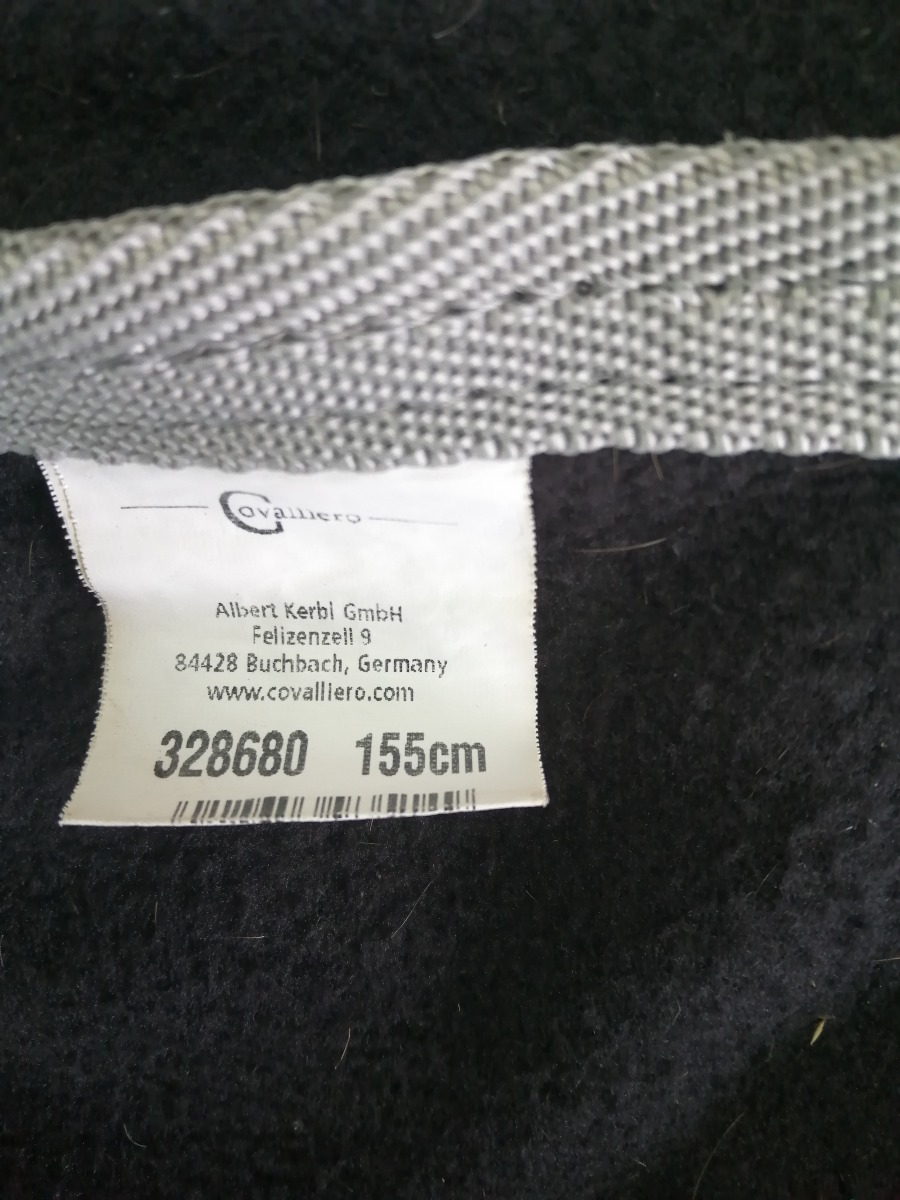 Covalliero
Albert Kerbl GmbH
Felizenzell 9
84428 Buchbach, Germany
www.covalliero.com
328680 155cm